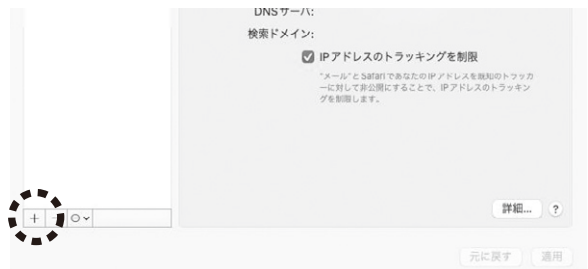 DNSサーバ:
検索ドメイン:
IPアドレスのトラッキングを制限
"メール"とSafariであなたのIPアドレスを既知のトラッカ
ーに対して非公開にすることで、IPアドレスのトラッキン
グを制限します。
詳細... ?
+ −
元に戻す 適用